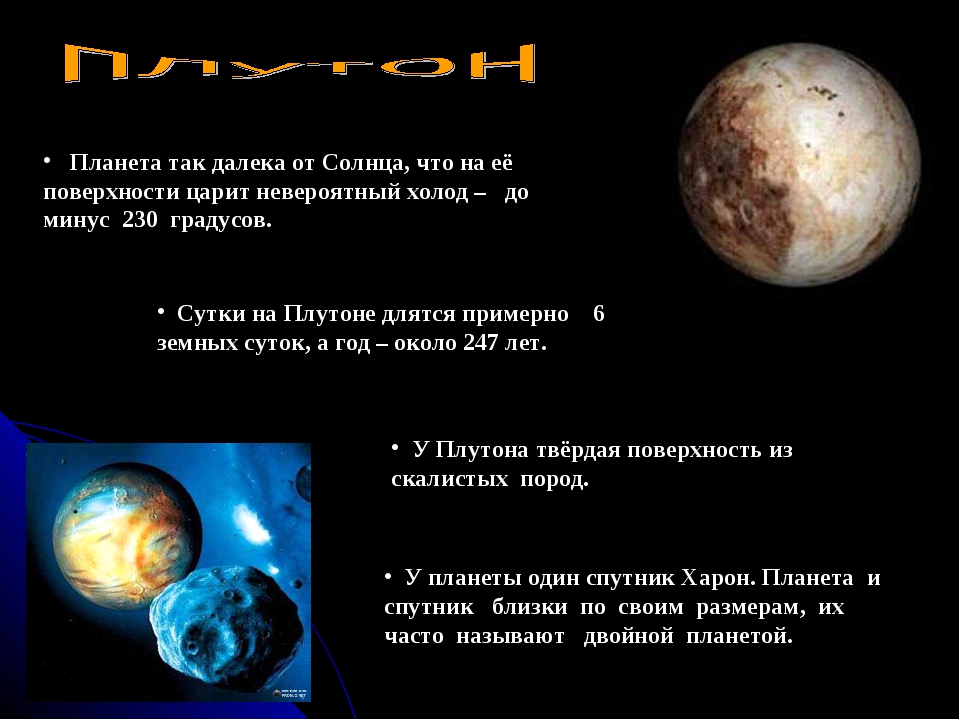 Плутон
• Планета так далека от Солнца, что на её
поверхности царит невероятный холод – до
минус 230 градусов.
• Сутки на Плутоне длятся примерно 6
земных суток, а год – около 247 лет.
• У Плутона твёрдая поверхность из
скалистых пород.
• У планеты один спутник Харон. Планета и
спутник близки по своим размерам, их
часто называют двойной планетой.